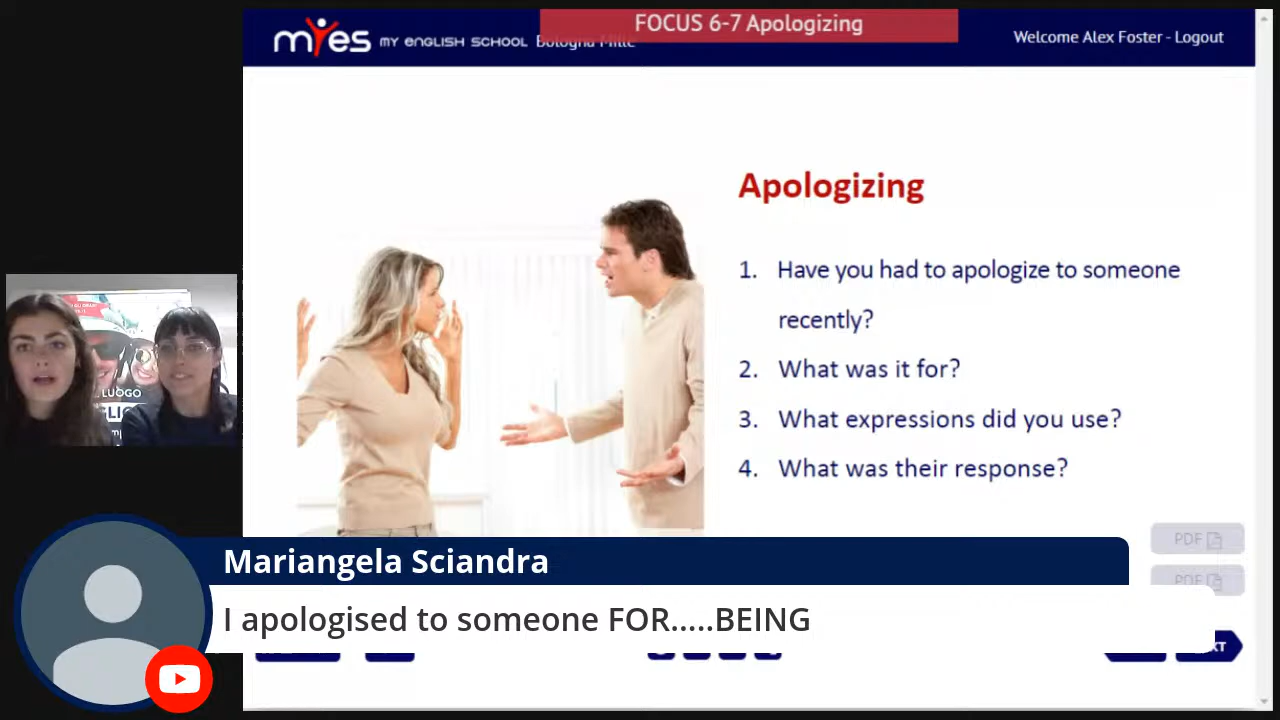 FOCUS 6-7 Apologizing
myes MY ENGLISH SCHOOL Bologna Mille
Welcome Alex Foster - Logout
Apologizing
1. Have you had to apologize to someone
recently?
2. What was it for?
3. What expressions did you use?
4. What was their response?
LUOGO
PDF
PDF
Mariangela Sciandra
I apologised to someone FOR.....BEING